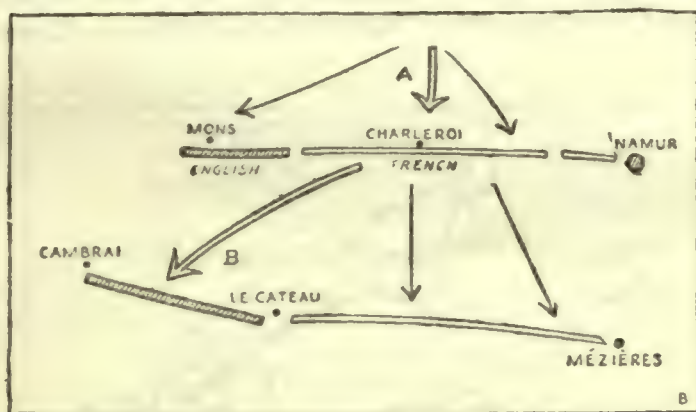 A
MONS
CHARLEROI
NAMUR
ENGLISH
FRENCH
CAMBRAI
B
LE CATEAU
MÉZIÈRES
B